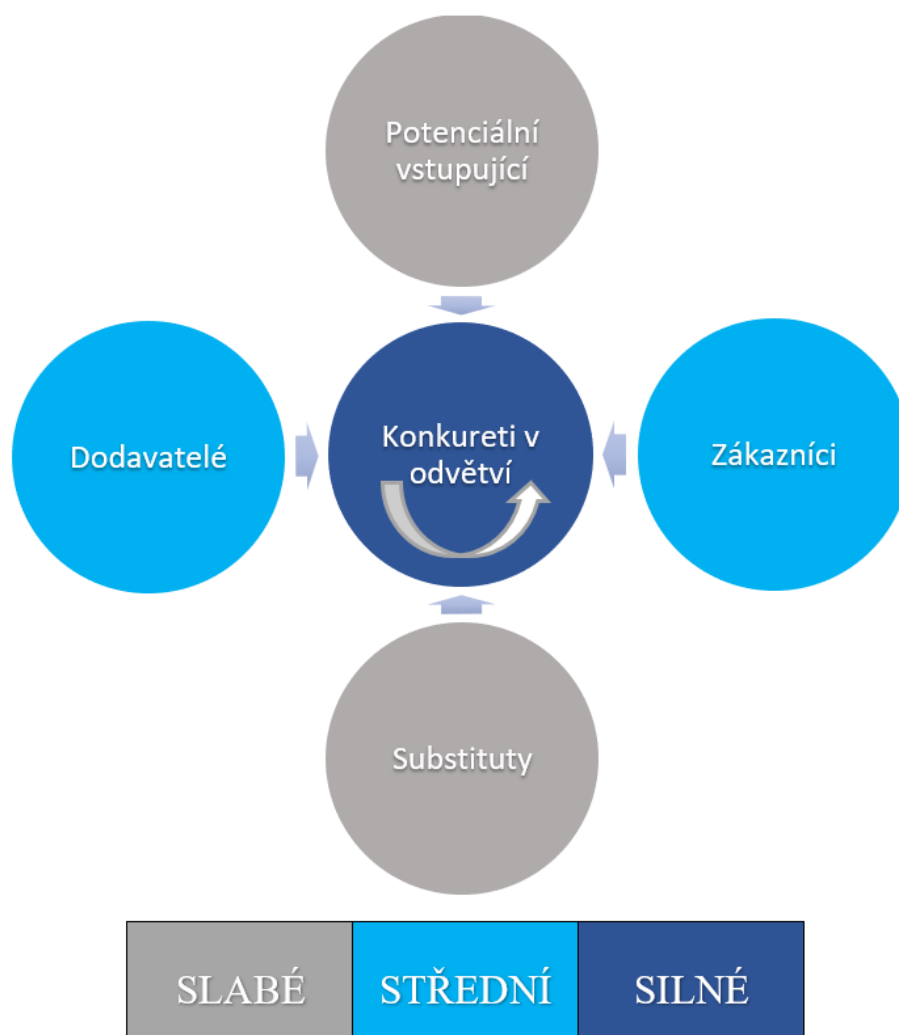 Potenciální
vstupující
Dodavatelé
Konkureti v
odvětví
Zákazníci
Substituty
SLABÉ
STŘEDNÍ
SILNÉ